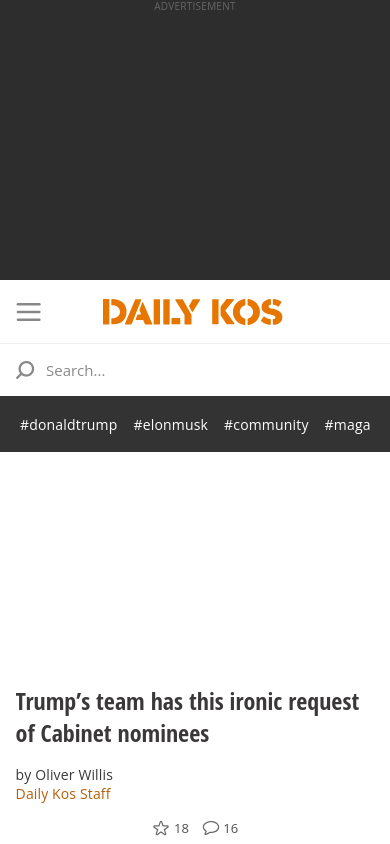 ADVERTISEMENT
DAILY KOS
Search...
#donaldtrump #elonmusk #community #maga
Trump’s team has this ironic request
of Cabinet nominees
by Oliver Willis
Daily Kos Staff
18 16